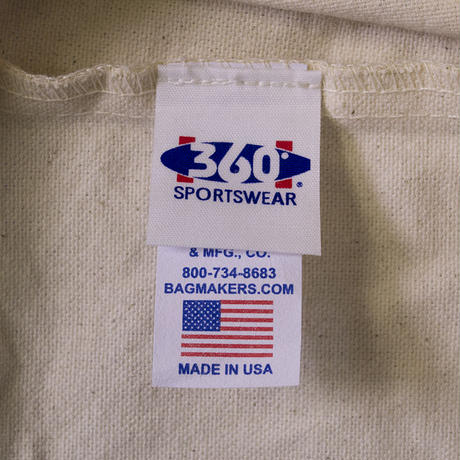 360°
SPORTSWEAR
& MFG., CO.
800-734-8683
BAGMAKERS.COM
MADE IN USA